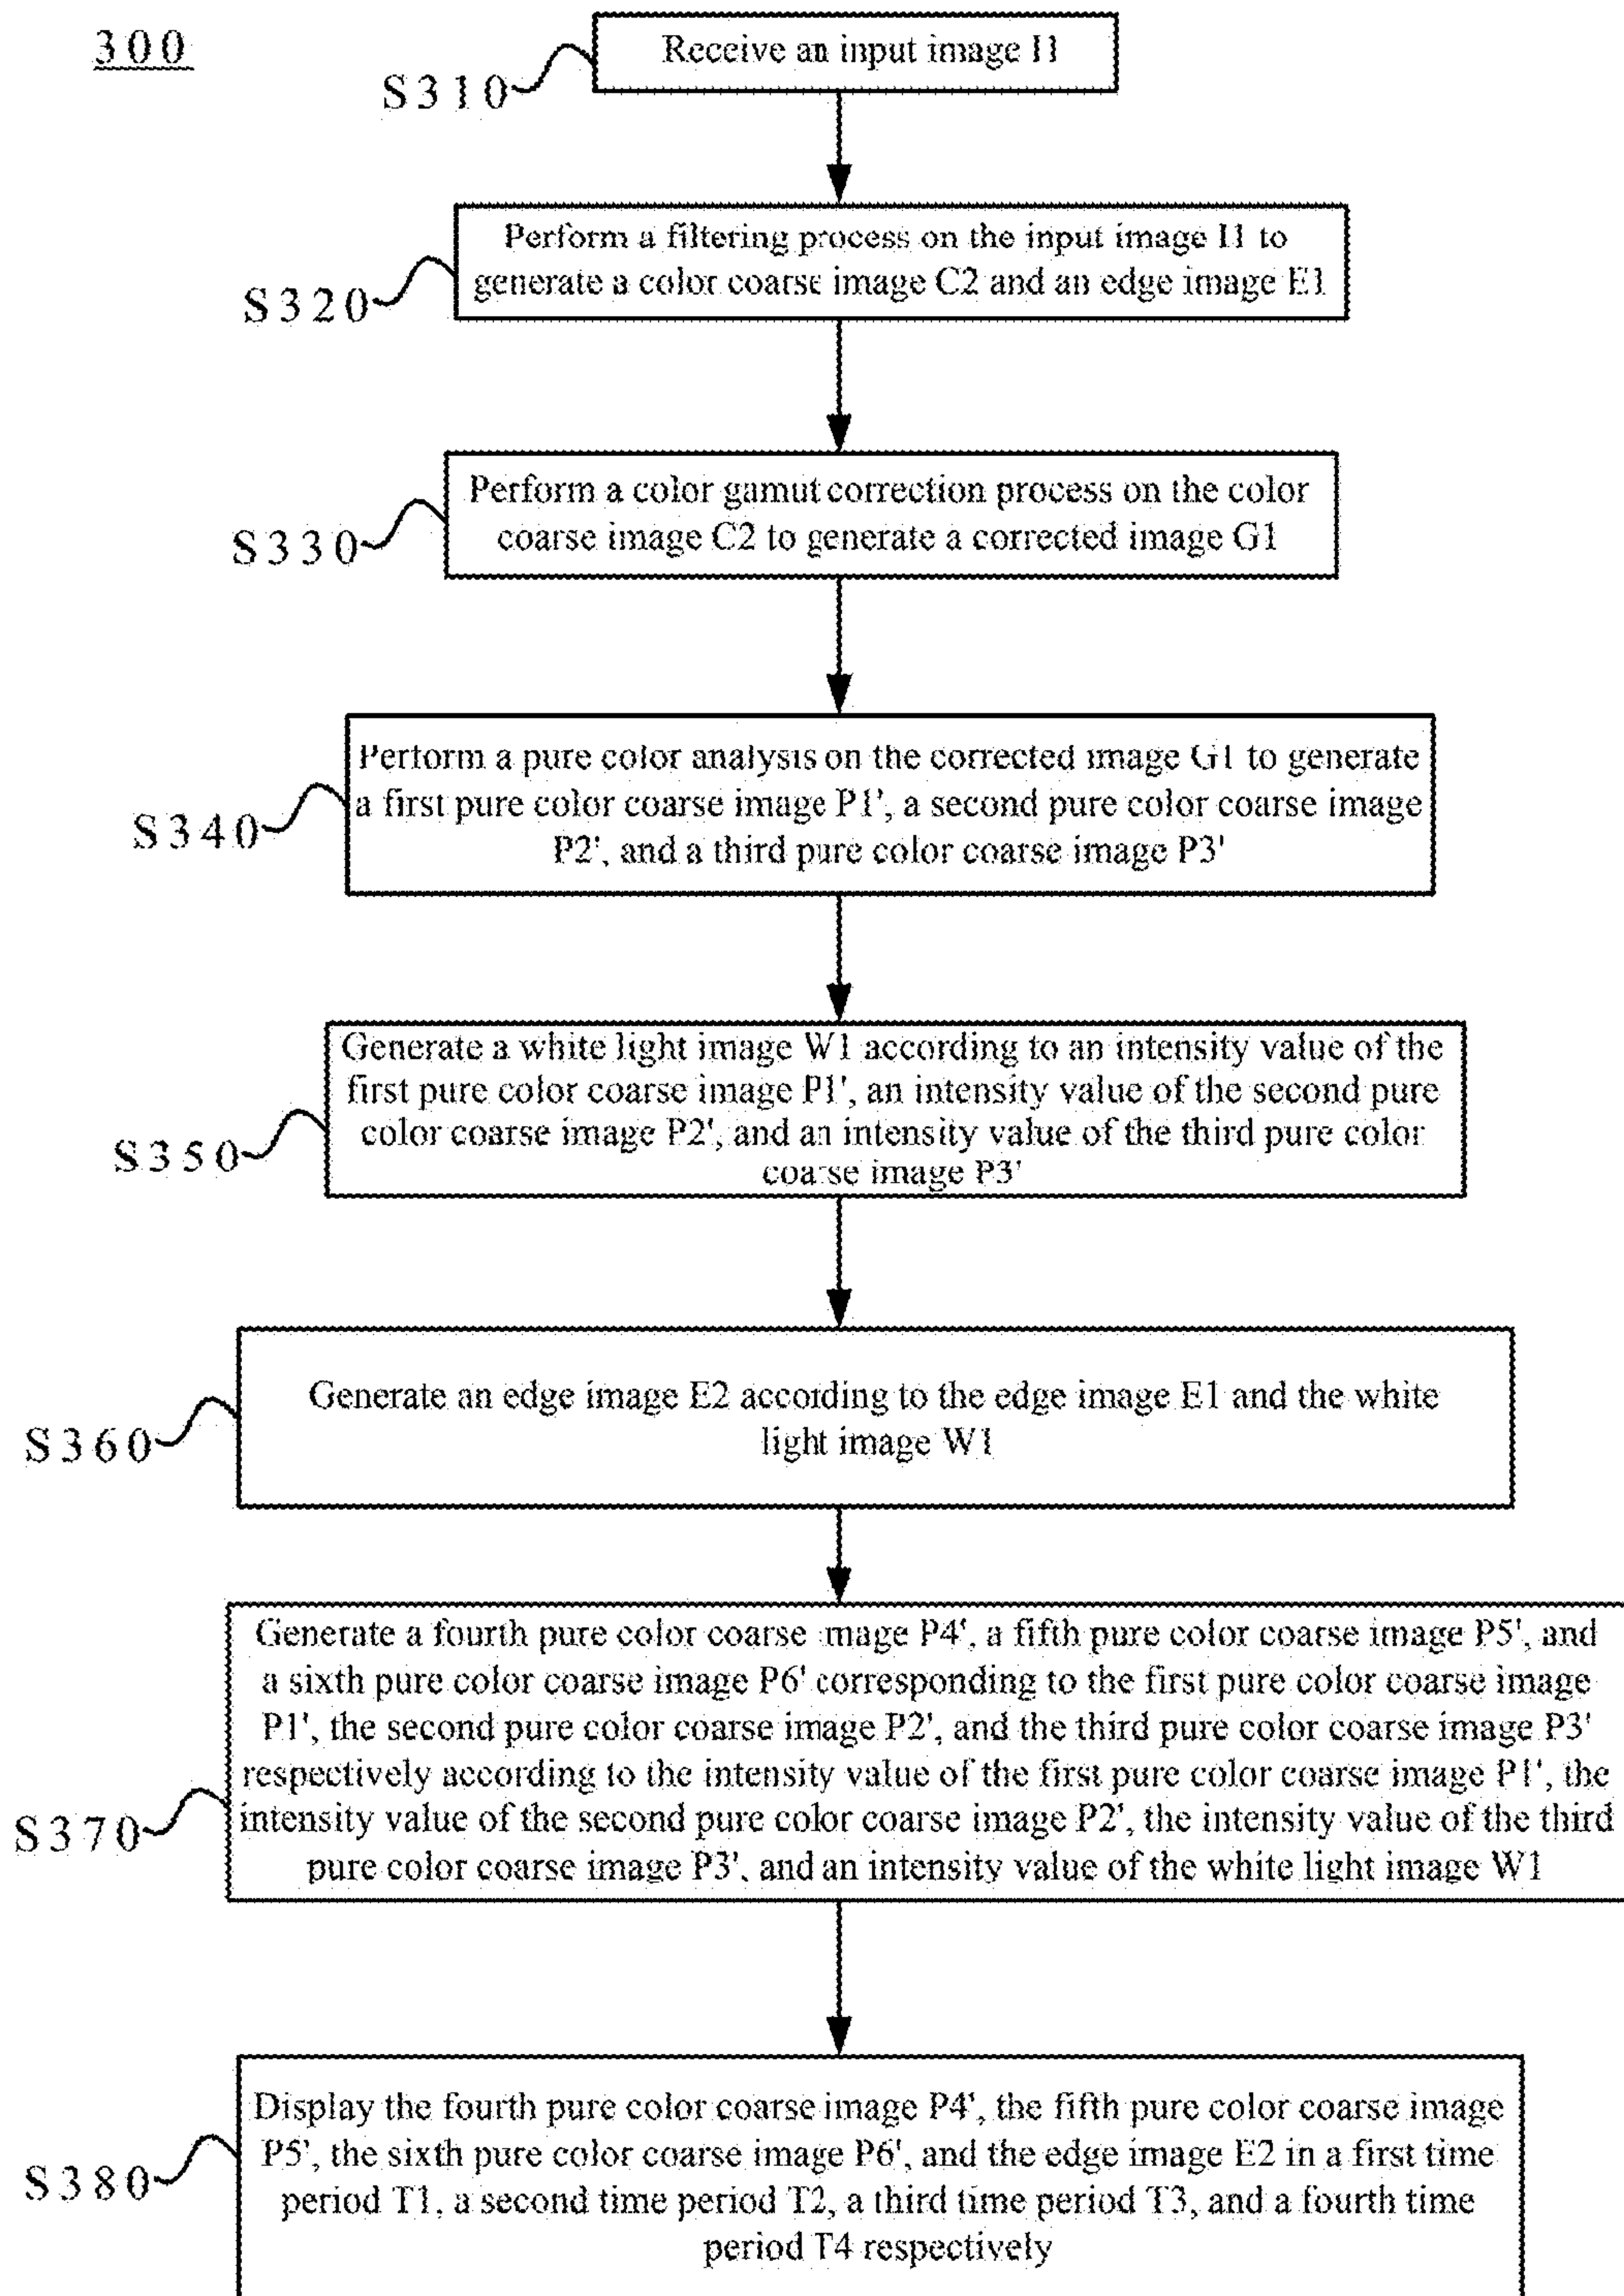 300
S310
Receive an input image I1
S320
Perform a filtering process on the input image I1 to
generate a color coarse image C2 and an edge image E1
S330
Perform a color gamut correction process on the color
coarse image C2 to generate a corrected image G1
S340
Perform a pure color analysis on the corrected image G1 to generate
a first pure color coarse image P1', a second pure color coarse image
P2', and a third pure color coarse image P3'
S350
Generate a white light image W1 according to an intensity value of the
first pure color coarse image P1', an intensity value of the second pure
color coarse image P2', and an intensity value of the third pure color
coarse image P3'
S360
Generate an edge image E2 according to the edge image E1 and the white
light image W1
S370
Generate a fourth pure color coarse image P4', a fifth pure color coarse image P5', and
a sixth pure color coarse image P6' corresponding to the first pure color coarse image
P1', the second pure color coarse image P2', and the third pure color coarse image P3'
respectively according to the intensity value of the first pure color coarse image P1', the
intensity value of the second pure color coarse image P2', the intensity value of the third
pure color coarse image P3', and an intensity value of the white light image W1
S380
Display the fourth pure color coarse image P4', the fifth pure color coarse image
P5', the sixth pure color coarse image P6', and the edge image E2 in a first time
period T1, a second time period T2, a third time period T3, and a fourth time
period T4 respectively